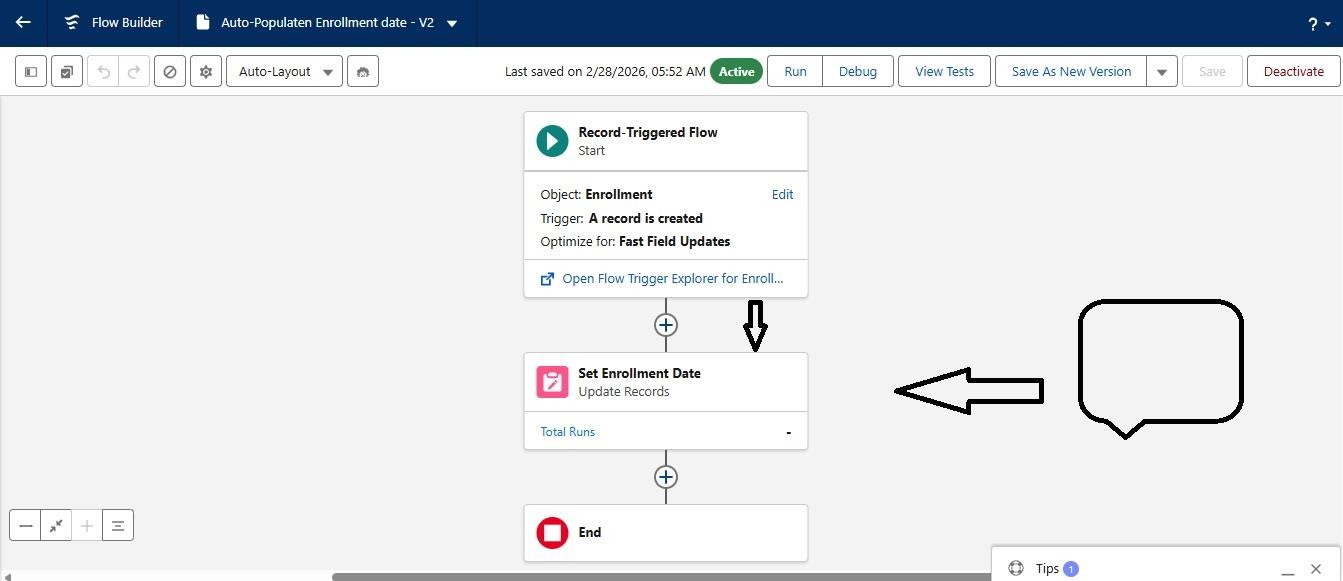 Flow Builder
Auto-Populaten Enrollment date - V2
?
Auto-Layout
Last saved on 2/28/2026, 05:52 AM Active Run Debug View Tests Save As New Version Save Deactivate
Record-Triggered Flow
Start
Object: Enrollment Edit
Trigger: A record is created
Optimize for: Fast Field Updates
Open Flow Trigger Explorer for Enroll...
Set Enrollment Date
Update Records
Total Runs -
End
Tips 1